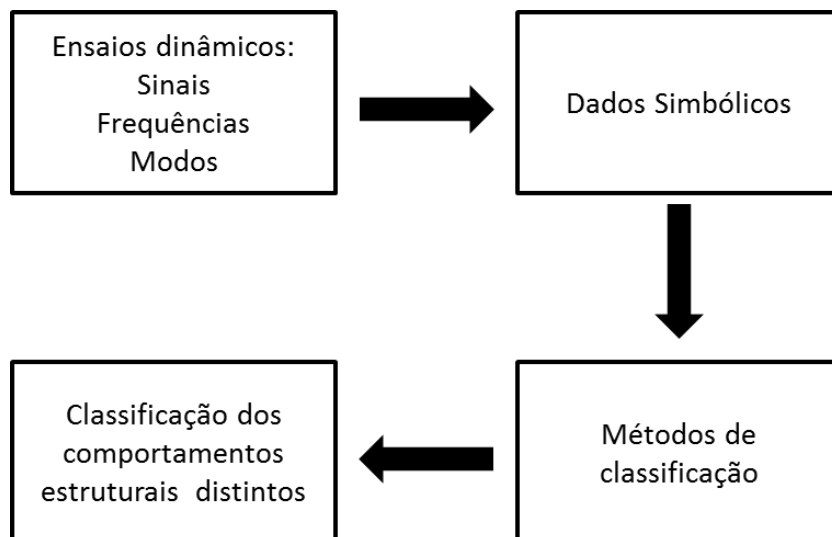 Ensaios dinâmicos:
Sinais
Frequências
Modos
Dados Simbólicos
Métodos de
classificação
Classificação dos
comportamentos
estruturais distintos